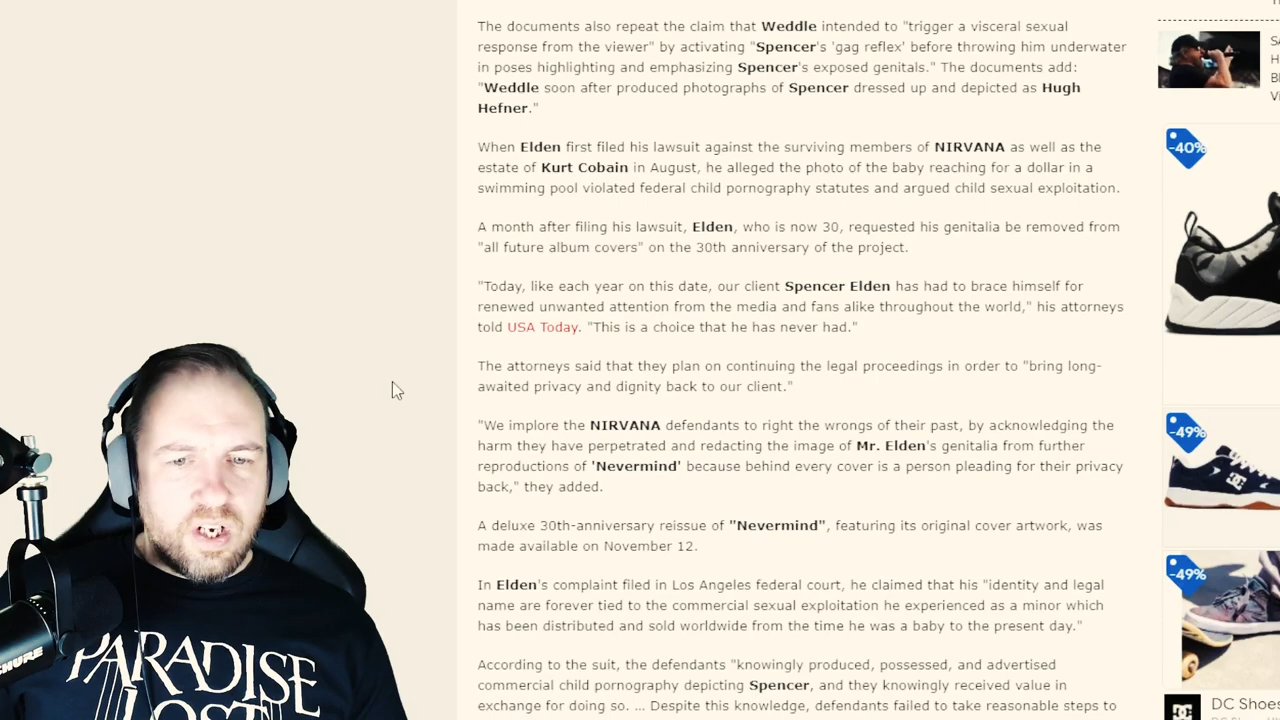 The documents also repeat the claim that Weddle intended to "trigger a visceral sexual
response from the viewer" by activating "Spencer's 'gag reflex' before throwing him underwater
in poses highlighting and emphasizing Spencer's exposed genitals." The documents add:
"Weddle soon after produced photographs of Spencer dressed up and depicted as Hugh
Hefner."
When Elden first filed his lawsuit against the surviving members of NIRVANA as well as the
estate of Kurt Cobain in August, he alleged the photo of the baby reaching for a dollar in a
swimming pool violated federal child pornography statutes and argued child sexual exploitation.
A month after filing his lawsuit, Elden, who is now 30, requested his genitalia be removed from
"all future album covers" on the 30th anniversary of the project.
"Today, like each year on this date, our client Spencer Elden has had to brace himself for
renewed unwanted attention from the media and fans alike throughout the world," his attorneys
told USA Today. "This is a choice that he has never had."
The attorneys said that they plan on continuing the legal proceedings in order to "bring long-
awaited privacy and dignity back to our client."
"We implore the NIRVANA defendants to right the wrongs of their past, by acknowledging the
harm they have perpetrated and redacting the image of Mr. Elden's genitalia from further
reproductions of 'Nevermind' because behind every cover is a person pleading for their privacy
back," they added.
A deluxe 30th-anniversary reissue of "Nevermind", featuring its original cover artwork, was
made available on November 12.
In Elden's complaint filed in Los Angeles federal court, he claimed that his "identity and legal
name are forever tied to the commercial sexual exploitation he experienced as a minor which
has been distributed and sold worldwide from the time he was a baby to the present day."
According to the suit, the defendants "knowingly produced, possessed, and advertised
commercial child pornography depicting Spencer, and they knowingly received value in
exchange for doing so. ... Despite this knowledge, defendants failed to take reasonable steps to
-40%
-49%
-49%
DC
DC Shoes
SHURE
PARADISE
LOST